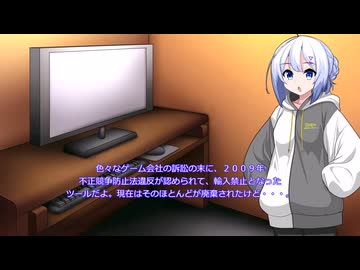 色々なゲーム会社の訴訟の末に、２００９年
不正競争防止法違反が認められて、輸入禁止となった
ツールだよ。現在はそのほとんどが廃棄されたけど・・・。